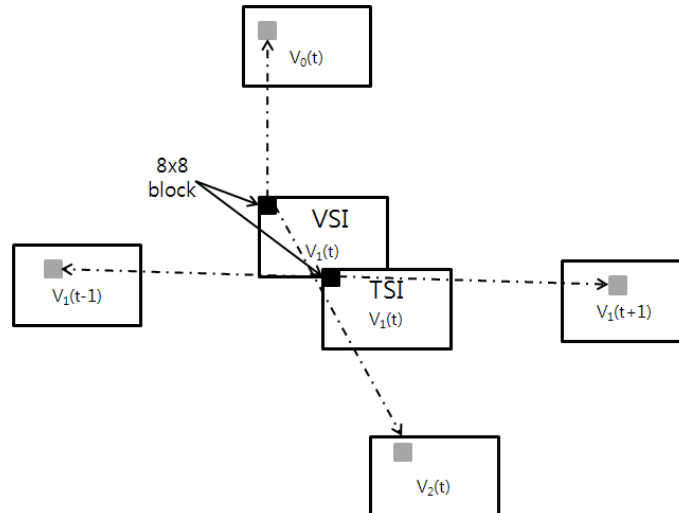 V₀(t)
8x8
block
VSI
V₁(t)
V₁(t-1)
TSI
V₁(t)
V₁(t+1)
V₂(t)